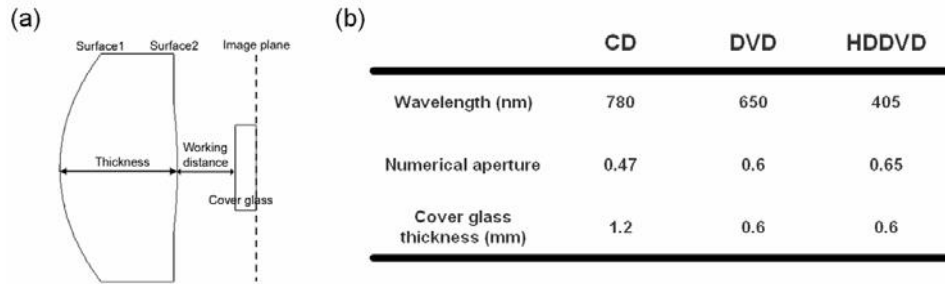 (a)
Surface1 Surface2 Image plane
Working
distance
Thickness
Cover glass
(b)
CD DVD HDDVD
Wavelength (nm) 780 650 405
Numerical aperture 0.47 0.6 0.65
Cover glass
thickness (mm) 1.2 0.6 0.6